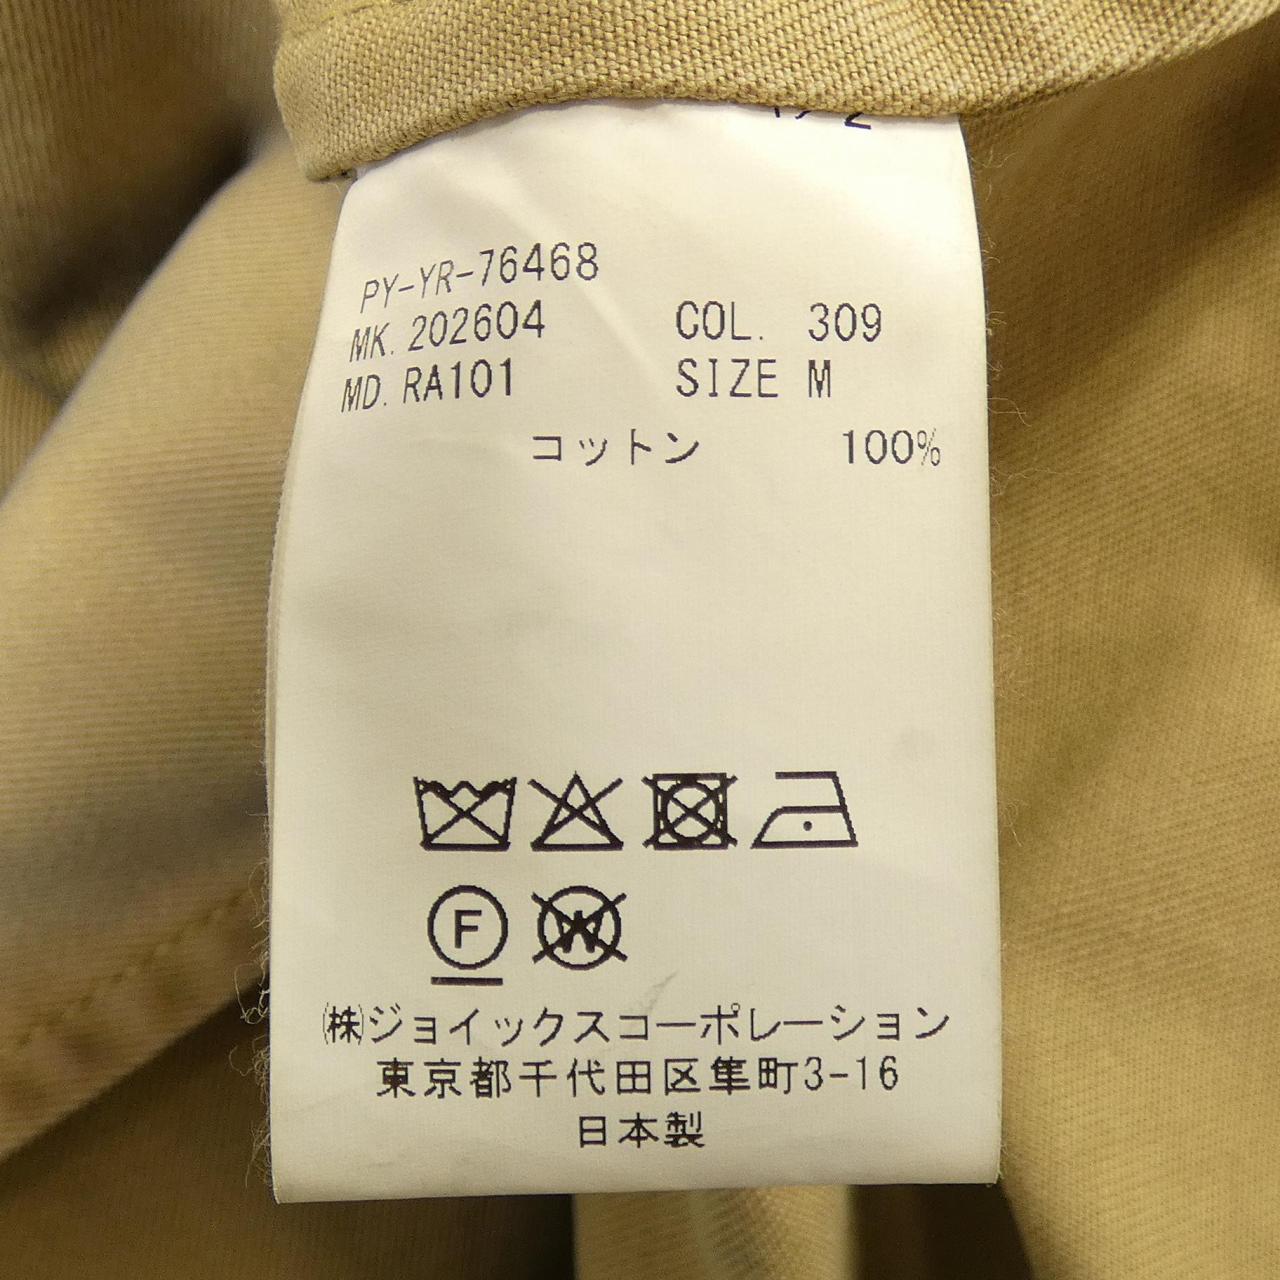 PY-YR-76468
MK. 202604 COL. 309
MD. RA101 SIZE M
コットン 100%
F
W
㈱ジョイックスコーポレーション
東京都千代田区隼町3-16
日本製